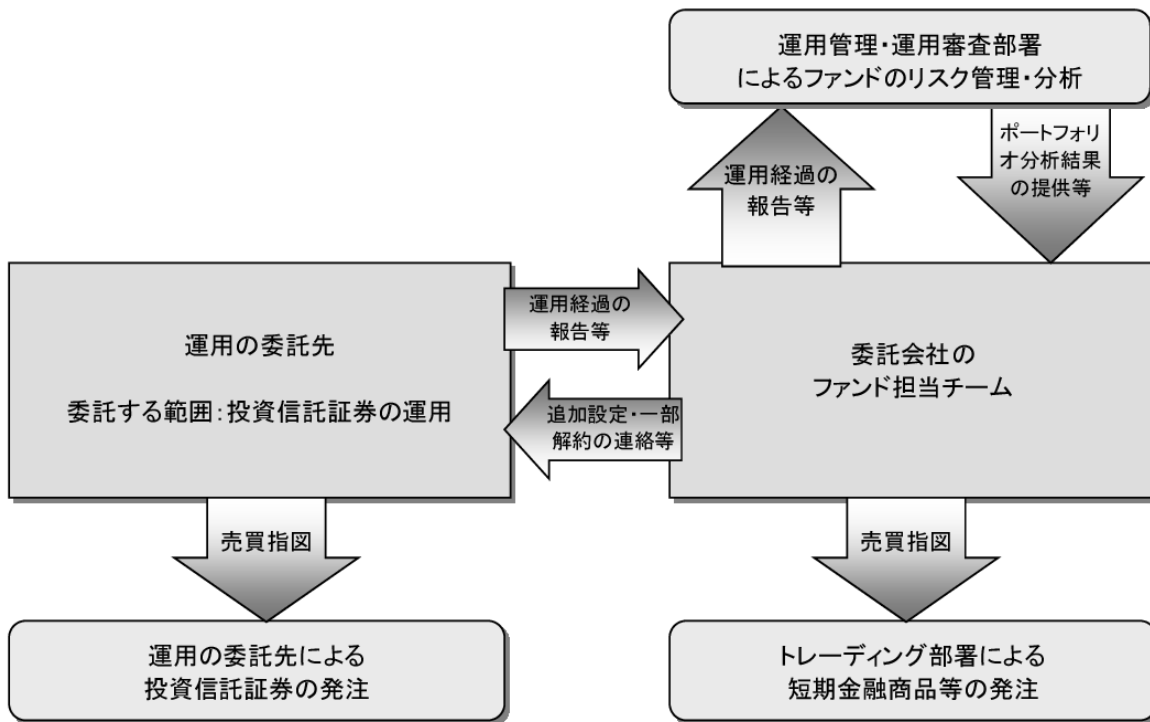 運用管理・運用審査部署
によるファンドのリスク管理・分析
運用経過の
報告等
ポートフォリ
オ分析結果
の提供等
運用の委託先
委託する範囲:投資信託証券の運用
運用経過の
報告等
追加設定・一部
解約の連絡等
委託会社の
ファンド担当チーム
売買指図
売買指図
運用の委託先による
投資信託証券の発注
トレーディング部署による
短期金融商品等の発注